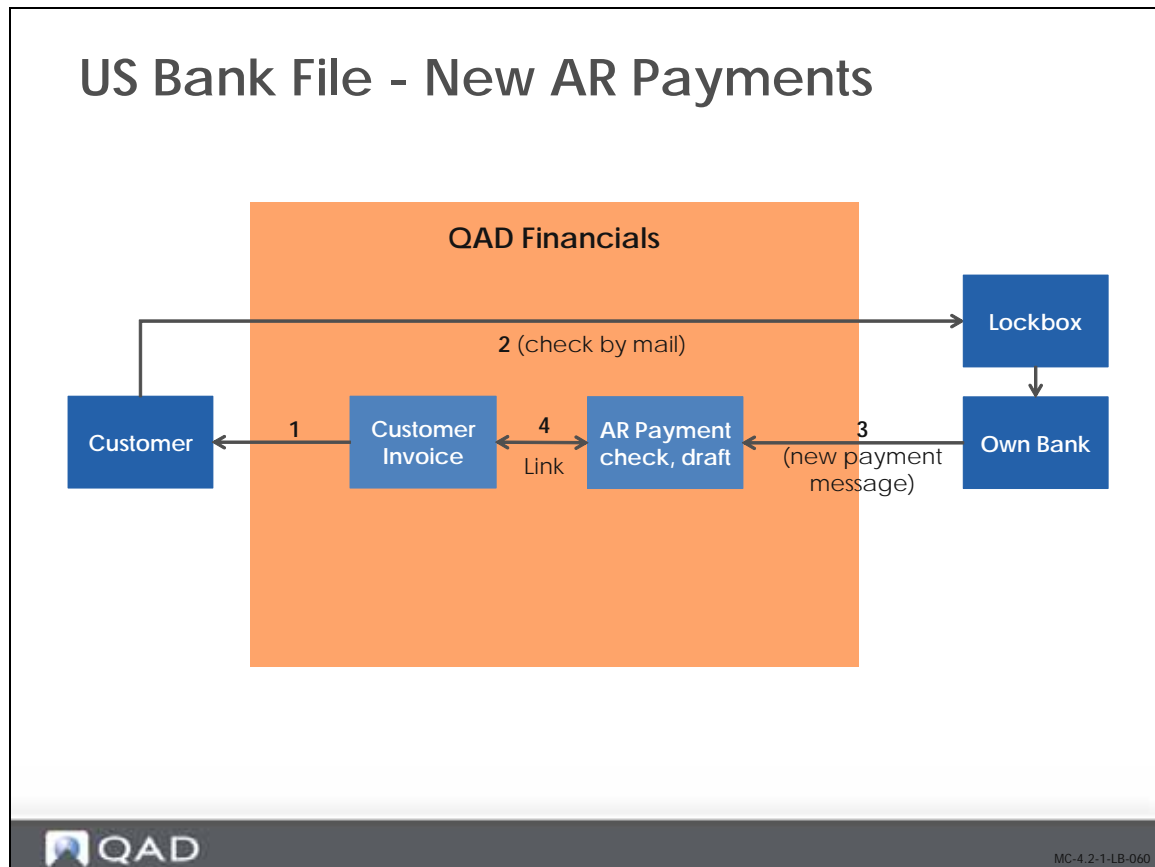 US Bank File - New AR Payments
QAD Financials
Lockbox
2 (check by mail)
Customer
1
Customer
Invoice
4
Link
AR Payment
check, draft
3
(new payment
message)
Own Bank
QAD
MC-4.2-1-LB-060